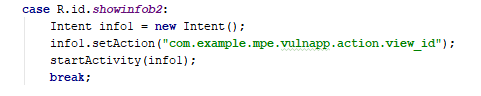 case R.id.showinfob2:
Intent info1 = new Intent();
info1.setAction("com.example.mpe.vulnapp.action.view_id");
startActivity(info1);
break;